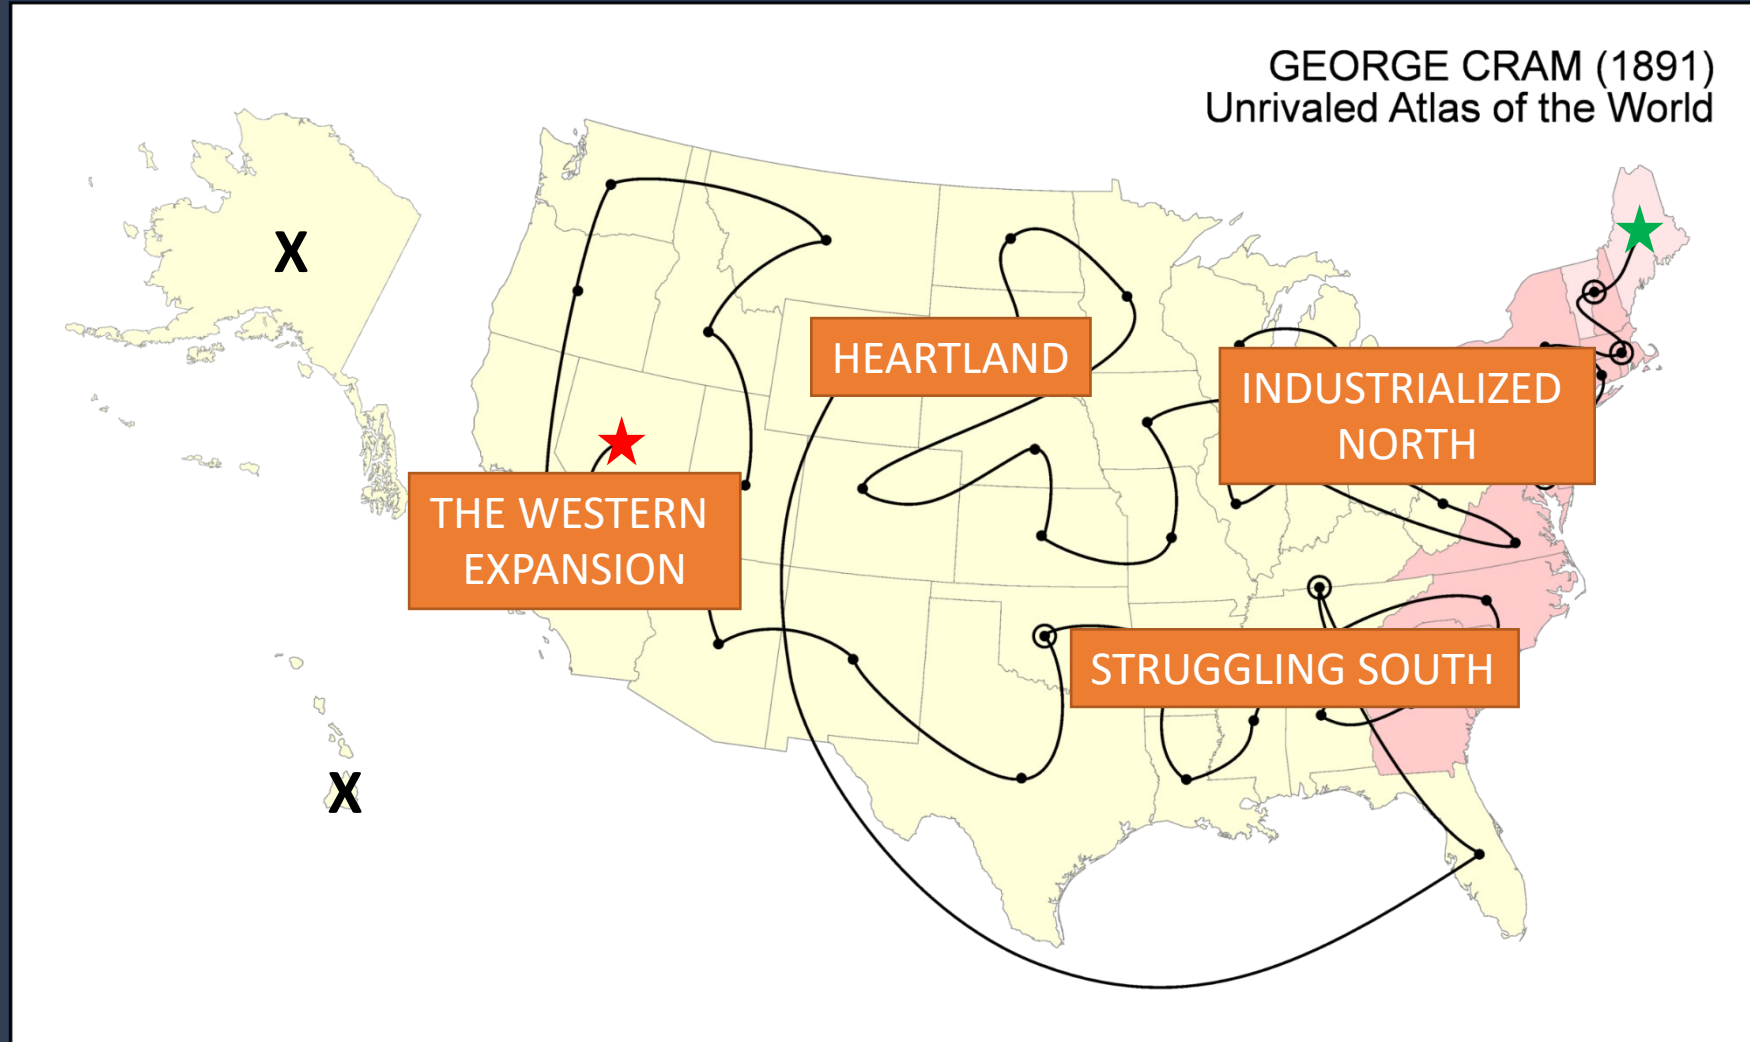 GEORGE CRAM (1891)
Unrivaled Atlas of the World
X
HEARTLAND
INDUSTRIALIZED
NORTH
THE WESTERN
EXPANSION
STRUGGLING SOUTH
X